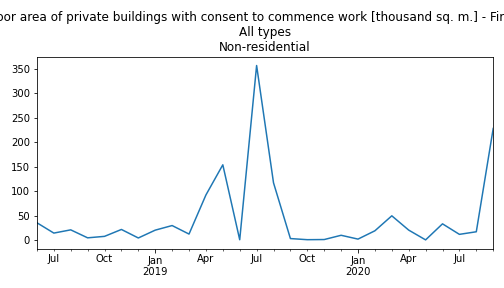 oor area of private buildings with consent to commence work [thousand sq. m.] - Fir
All types
Non-residential
350
300
250
200
150
100
50
0
Jul Oct Jan Apr Jul Oct Jan Apr Jul
2019 2020